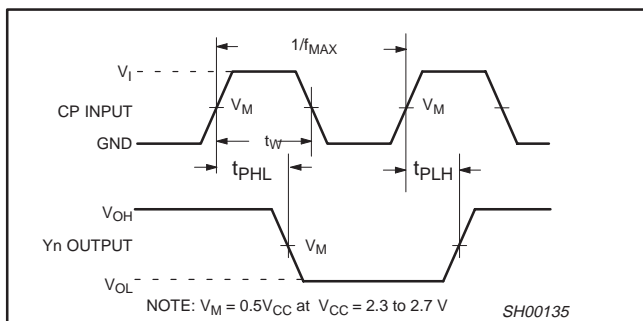 1/fMAX
VI
CP INPUT
VM
VM
GND
tW
tPHL
tPLH
VOH
Yn OUTPUT
VM
VOL
NOTE: VM = 0.5VCC at VCC = 2.3 to 2.7 V
SH00135